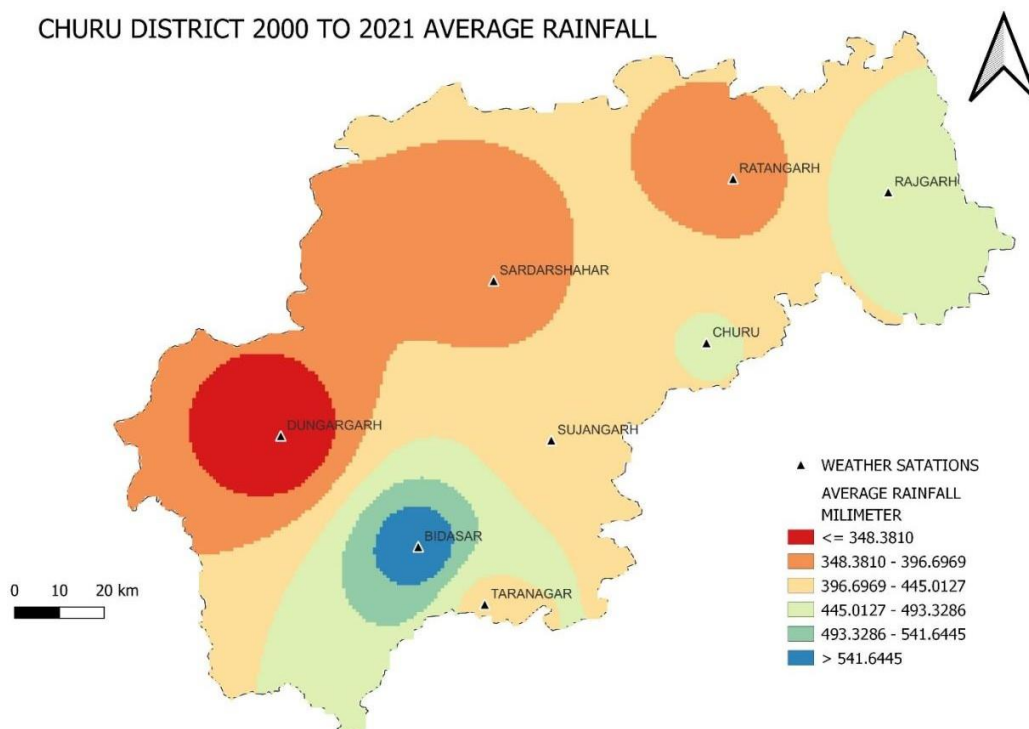 CHURU DISTRICT 2000 TO 2021 AVERAGE RAINFALL
RATANGARH
RAJGARH
SARDARSHAHAR
CHURU
DUNGARGARH
SUJANGARH
BIDASAR
TARANAGAR
0 10 20 km
WEATHER SATATIONS
AVERAGE RAINFALL
MILIMETER
<= 348.3810
348.3810 - 396.6969
396.6969 - 445.0127
445.0127 - 493.3286
493.3286 - 541.6445
> 541.6445